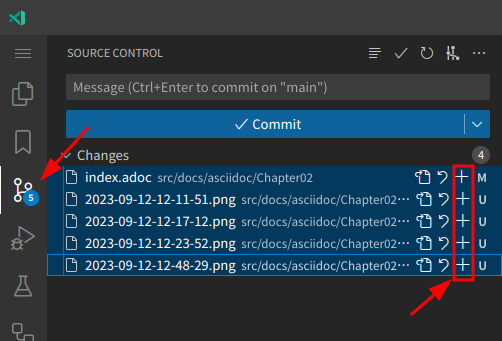 SOURCE CONTROL
Message (Ctrl+Enter to commit on "main")
Commit
Changes 4
index.adoc src/docs/asciidoc/Chapter02 M
2023-09-12-12-11-51.png src/docs/asciidoc/Chapter02... U
2023-09-12-12-17-12.png src/docs/asciidoc/Chapter02... U
5
2023-09-12-12-23-52.png src/docs/asciidoc/Chapter02... U
2023-09-12-12-48-29.png src/docs/asciidoc/Chapter02... U